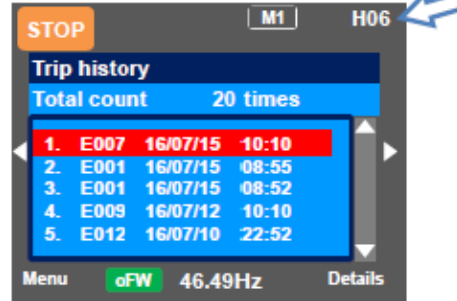 STOP M1 H06
Trip history
Total count 20 times
1. E007 16/07/15 10:10
2. E001 16/07/15 08:55
3. E001 16/07/15 08:52
4. E009 16/07/12 10:10
5. E012 16/07/10 22:52
Menu oFW 46.49Hz Details